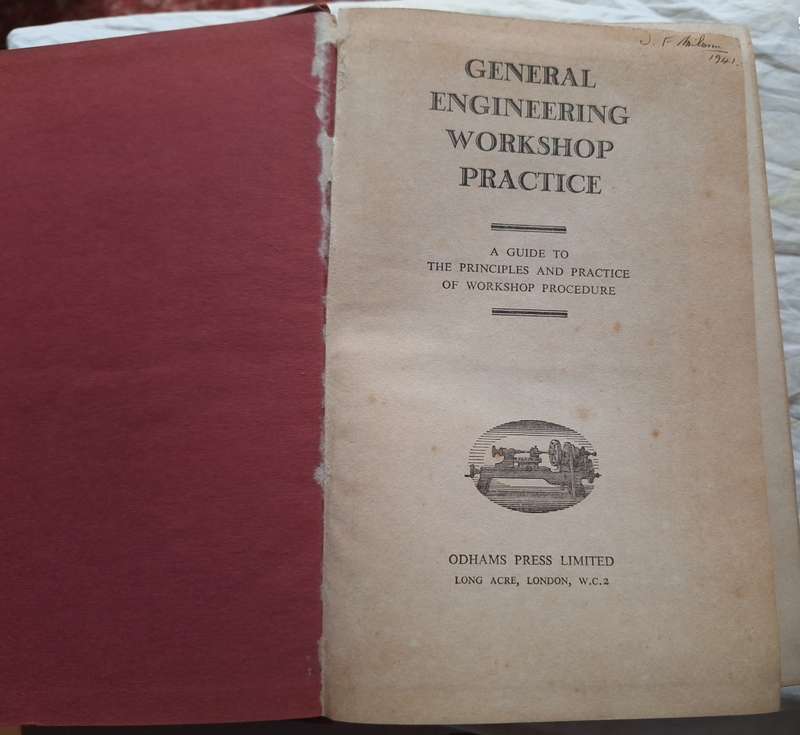 J. F.
1941.
GENERAL
ENGINEERING
WORKSHOP
PRACTICE
A GUIDE TO
THE PRINCIPLES AND PRACTICE
OF WORKSHOP PROCEDURE
ODHAMS PRESS LIMITED
LONG ACRE, LONDON, W.C.2